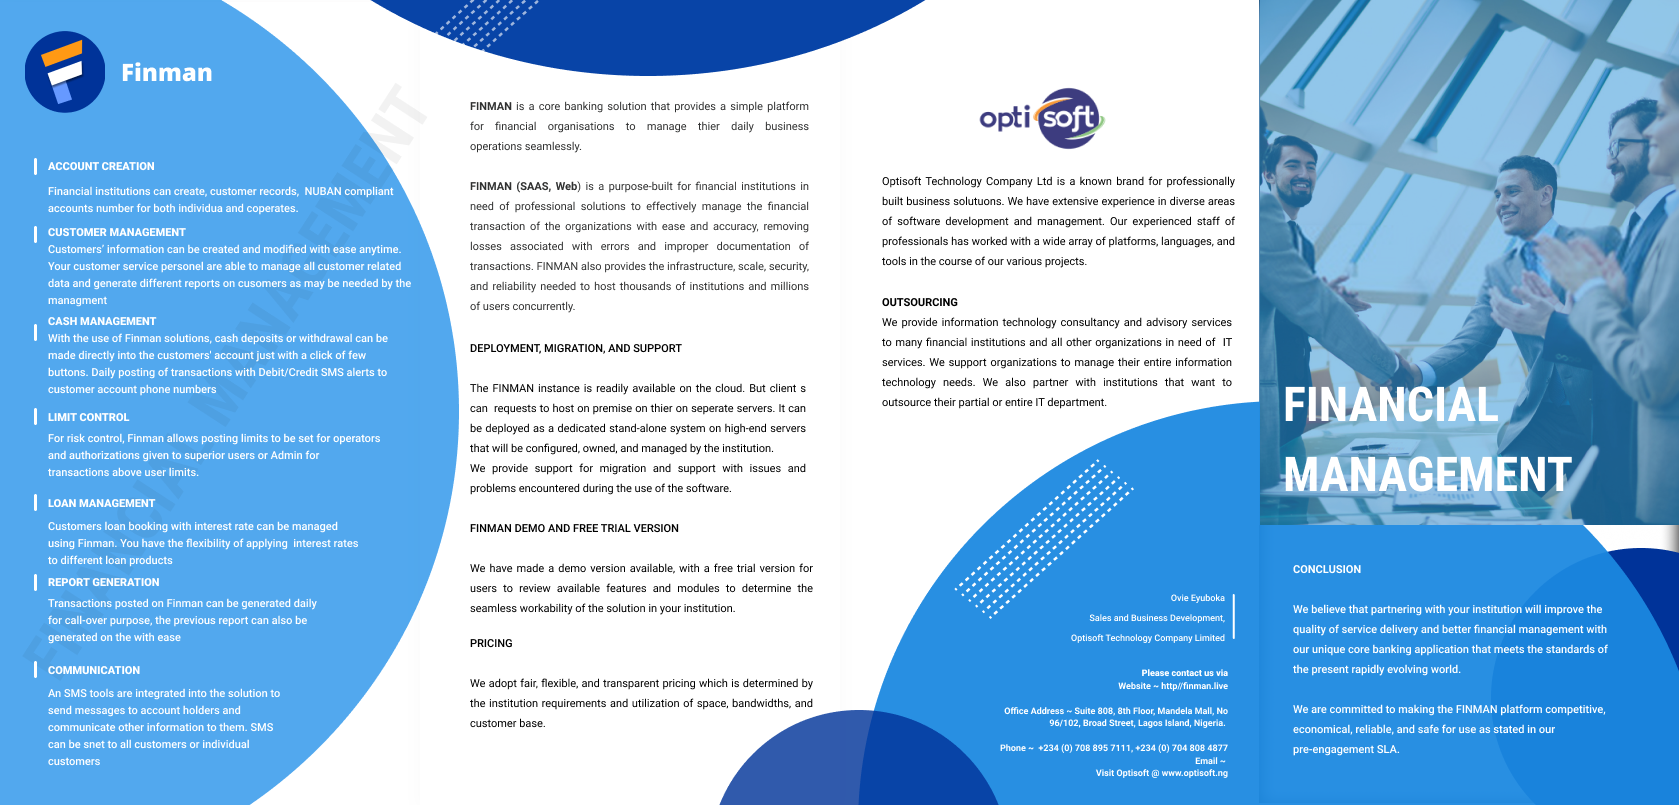 Finman
FINANCIAL MANAGEMENT
ACCOUNT CREATION
Financial institutions can create, customer records, NUBAN compliant
accounts number for both individua and coperates.
CUSTOMER MANAGEMENT
Customers' information can be created and modified with ease anytime.
Your customer service personel are able to manage all customer related
data and generate different reports on cusomers as may be needed by the
managment
CASH MANAGEMENT
With the use of Finman solutions, cash deposits or withdrawal can be
made directly into the customers' account just with a click of few
buttons. Daily posting of transactions with Debit/Credit SMS alerts to
customer account phone numbers
LIMIT CONTROL
For risk control, Finman allows posting limits to be set for operators
and authorizations given to superior users or Admin for
transactions above user limits.
LOAN MANAGEMENT
Customers loan booking with interest rate can be managed
using Finman. You have the flexibility of applying interest rates
to different loan products
REPORT GENERATION
Transactions posted on Finman can be generated daily
for call-over purpose, the previous report can also be
generated on the with ease
COMMUNICATION
An SMS tools are integrated into the solution to
send messages to account holders and
communicate other information to them. SMS
can be snet to all customers or individual
customers
FINMAN is a core banking solution that provides a simple platform
for financial organisations to manage thier daily business
operations seamlessly.
FINMAN (SAAS, Web) is a purpose-built for financial institutions in
need of professional solutions to effectively manage the financial
transaction of the organizations with ease and accuracy, removing
losses associated with errors and improper documentation of
transactions. FINMAN also provides the infrastructure, scale, security,
and reliability needed to host thousands of institutions and millions
of users concurrently.
DEPLOYMENT, MIGRATION, AND SUPPORT
The FINMAN instance is readily available on the cloud. But client s
can requests to host on premise on thier on seperate servers. It can
be deployed as a dedicated stand-alone system on high-end servers
that will be configured, owned, and managed by the institution.
We provide support for migration and support with issues and
problems encountered during the use of the software.
FINMAN DEMO AND FREE TRIAL VERSION
We have made a demo version available, with a free trial version for
users to review available features and modules to determine the
seamless workability of the solution in your institution.
PRICING
We adopt fair, flexible, and transparent pricing which is determined by
the institution requirements and utilization of space, bandwidths, and
customer base.
opti soft
Optisoft Technology Company Ltd is a known brand for professionally
built business solutuons. We have extensive experience in diverse areas
of software development and management. Our experienced staff of
professionals has worked with a wide array of platforms, languages, and
tools in the course of our various projects.
OUTSOURCING
We provide information technology consultancy and advisory services
to many financial institutions and all other organizations in need of IT
services. We support organizations to manage their entire information
technology needs. We also partner with institutions that want to
outsource their partial or entire IT department.
Ovie Eyuboka
Sales and Business Development,
Optisoft Technology Company Limited
Please contact us via
Website ~ http//finman.live
Office Address ~ Suite 808, 8th Floor, Mandela Mall, No
96/102, Broad Street, Lagos Island, Nigeria.
Phone ~ +234 (0) 708 895 7111, +234 (0) 704 808 4877
Email ~
Visit Optisoft @ www.optisoft.ng
FINANCIAL
MANAGEMENT
CONCLUSION
We believe that partnering with your institution will improve the
quality of service delivery and better financial management with
our unique core banking application that meets the standards of
the present rapidly evolving world.
We are committed to making the FINMAN platform competitive,
economical, reliable, and safe for use as stated in our
pre-engagement SLA.